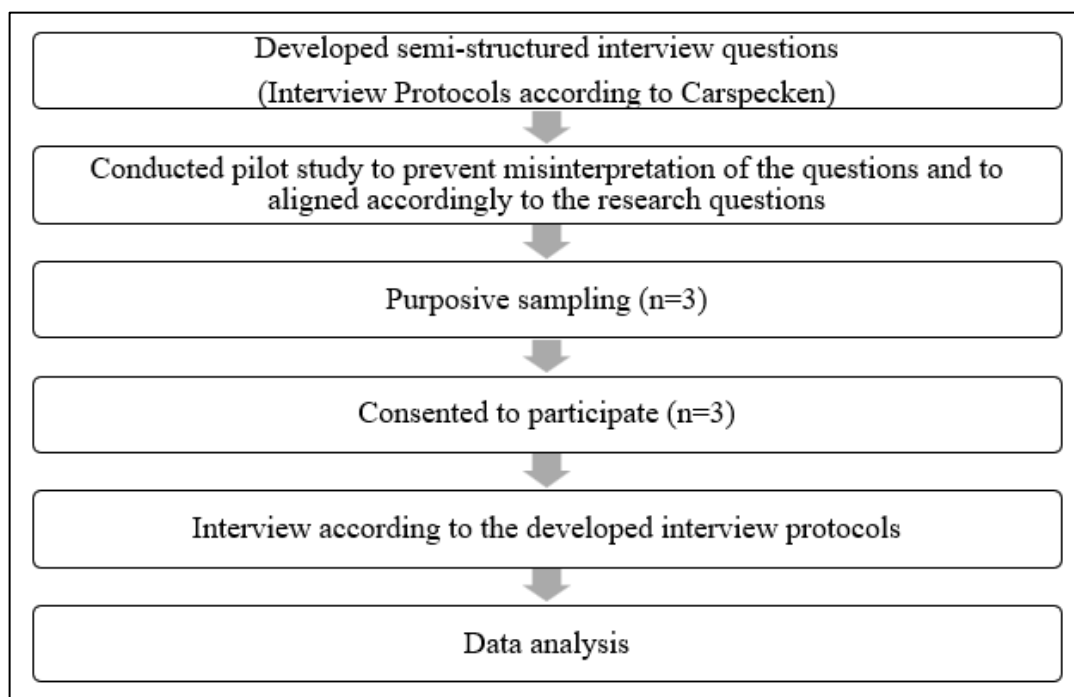 Developed semi-structured interview questions
(Interview Protocols according to Carspecken)
Conducted pilot study to prevent misinterpretation of the questions and to
aligned accordingly to the research questions
Purposive sampling (n=3)
Consented to participate (n=3)
Interview according to the developed interview protocols
Data analysis